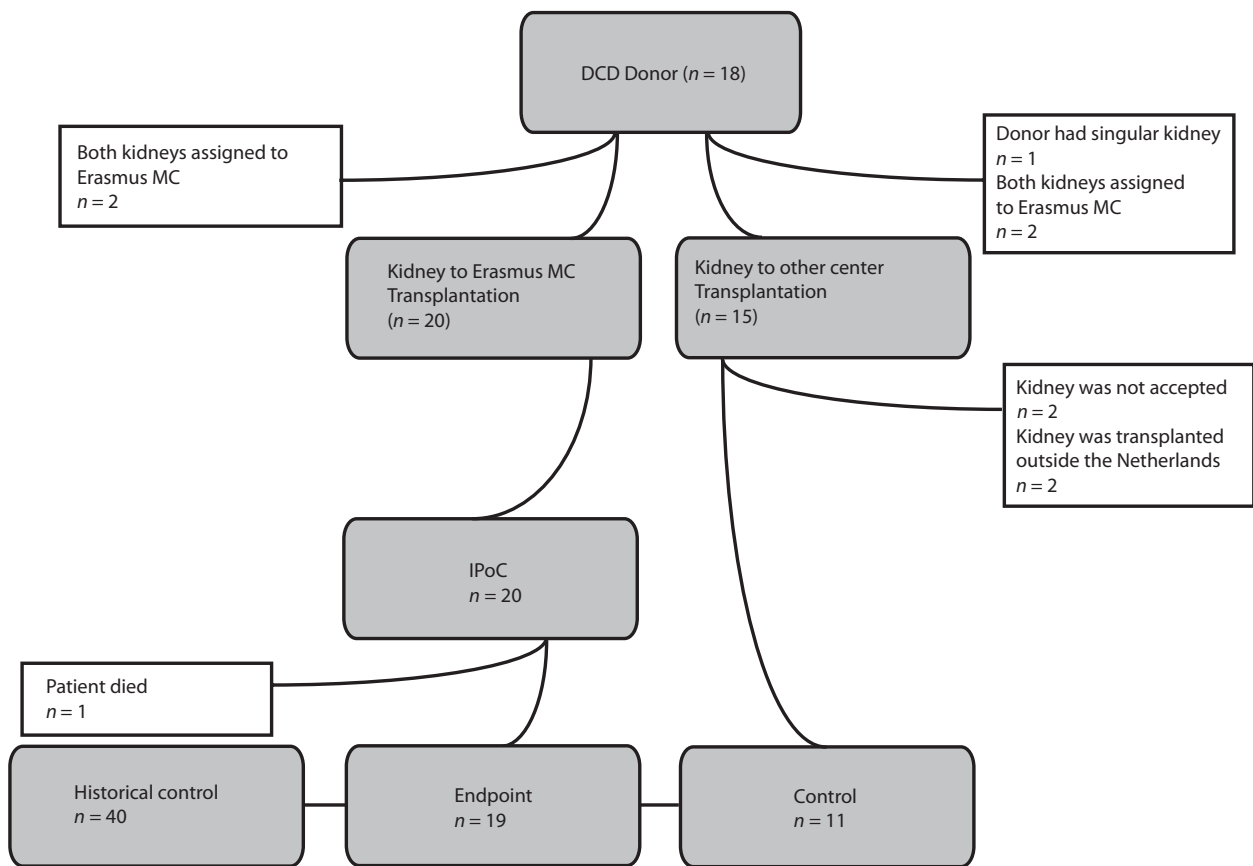 DCD Donor (n = 18)
Both kidneys assigned to
Erasmus MC
n = 2
Donor had singular kidney
n = 1
Both kidneys assigned
to Erasmus MC
n = 2
Kidney to Erasmus MC
Transplantation
(n = 20)
Kidney to other center
Transplantation
(n = 15)
Kidney was not accepted
n = 2
Kidney was transplanted
outside the Netherlands
n = 2
IPoC
n = 20
Patient died
n = 1
Historical control
n = 40
Endpoint
n = 19
Control
n = 11